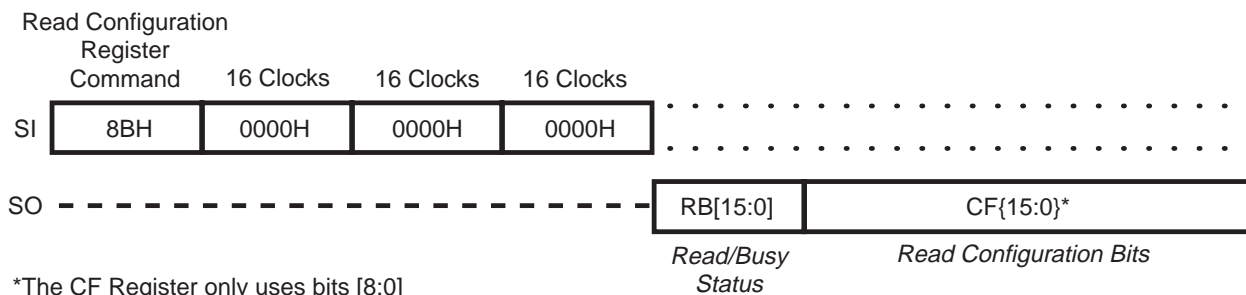 Read Configuration
Register
Command 16 Clocks 16 Clocks 16 Clocks
SI 8BH 0000H 0000H 0000H
SO RB[15:0] CF{15:0}*
Read/Busy
Status
Read Configuration Bits
*The CF Register only uses bits [8:0]